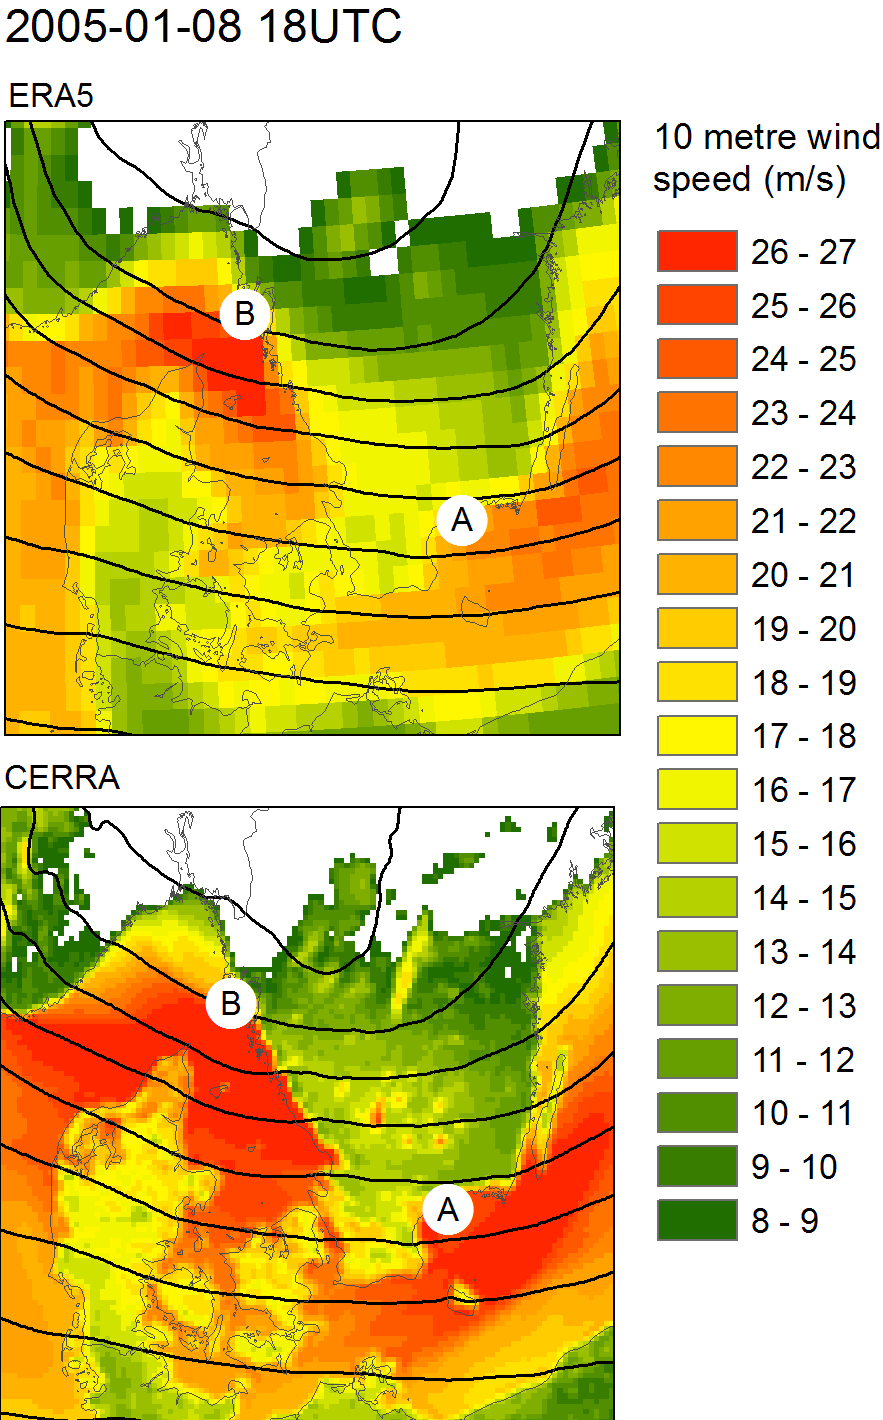 2005-01-08 18UTC
ERA5
10 metre wind
speed (m/s)
26 - 27
25 - 26
24 - 25
23 - 24
22 - 23
21 - 22
20 - 21
19 - 20
18 - 19
17 - 18
16 - 17
15 - 16
14 - 15
13 - 14
12 - 13
11 - 12
10 - 11
9 - 10
8 - 9
B
A
CERRA
B
A